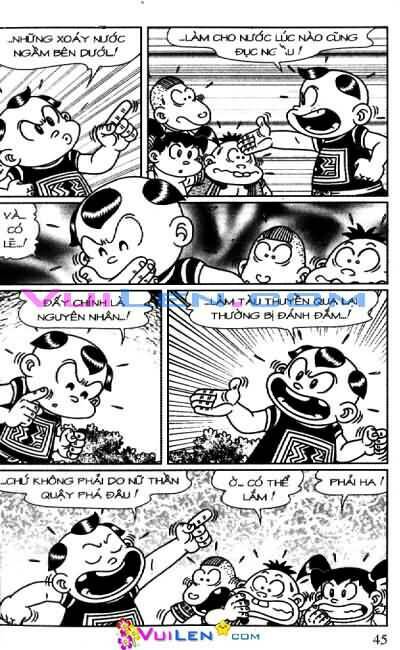 ...NHỮNG XOÁY NƯỚC
NGẦM BÊN DƯỚI..!
...LÀM CHO NƯỚC LÚC NÀO CŨNG
ĐỤC
VÀ...
CÓ
LẼ...!
ĐẤY CHÍNH LÀ
NGUYÊN NHÂN...!
...LÀM TÀU THUYỀN QUA LẠI
THƯỜNG BỊ ĐÁNH ĐẮM...!
VUILEN.COM
...CHỨ KHÔNG PHẢI DO NỮ THẦN
QUẬY PHÁ ĐÂU!
Ờ... CÓ THỂ
LẮM!
PHẢI HA!
45
VUILEN.COM